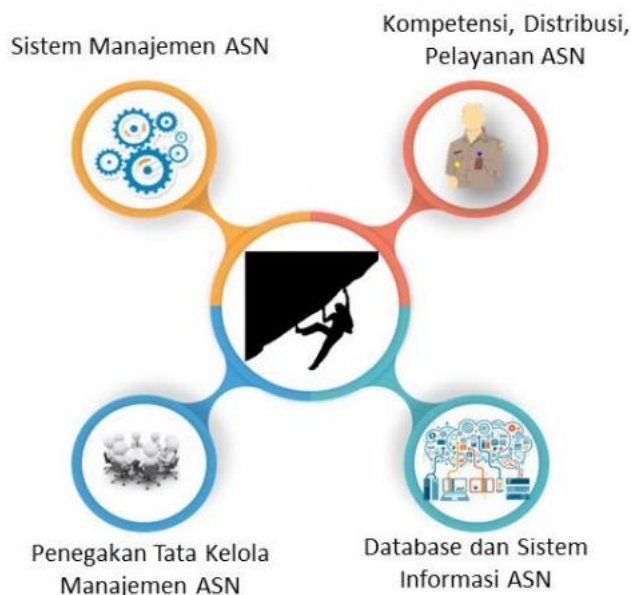 Sistem Manajemen ASN
Kompetensi, Distribusi,
Pelayanan ASN
Penegakan Tata Kelola
Manajemen ASN
Database dan Sistem
Informasi ASN